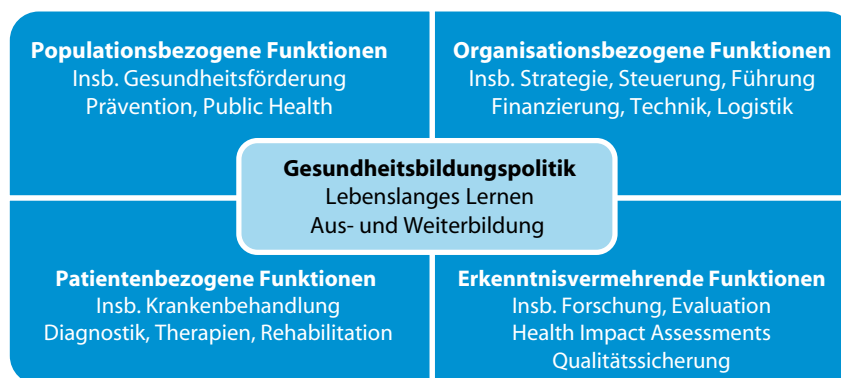 Populationsbezogene Funktionen
Insb. Gesundheitsförderung
Prävention, Public Health
Organisationsbezogene Funktionen
Insb. Strategie, Steuerung, Führung
Finanzierung, Technik, Logistik
Gesundheitsbildungspolitik
Lebenslanges Lernen
Aus- und Weiterbildung
Patientenbezogene Funktionen
Insb. Krankenbehandlung
Diagnostik, Therapien, Rehabilitation
Erkenntnisvermehrende Funktionen
Insb. Forschung, Evaluation
Health Impact Assessments
Qualitätssicherung